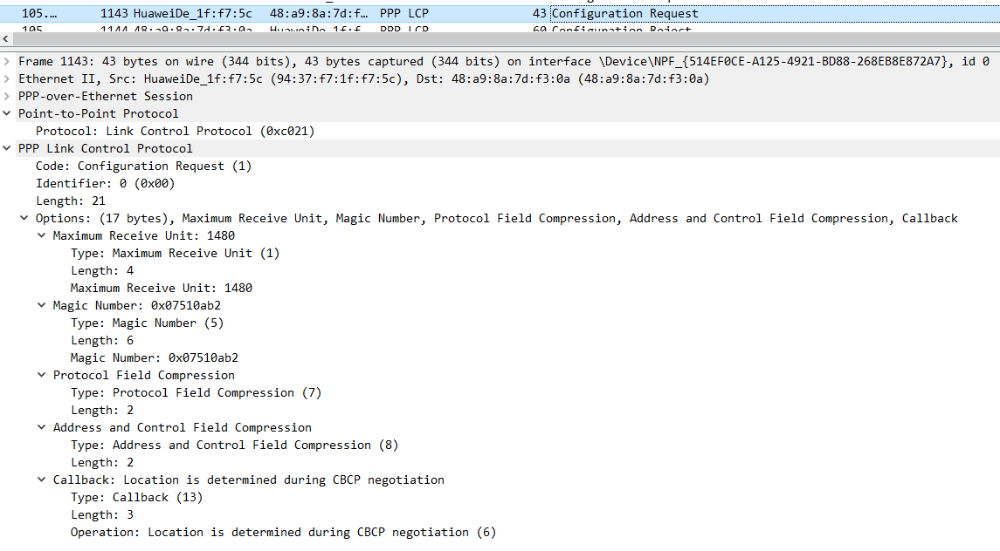 105.... 1143 HuaweiDe_1f:f7:5c 48:a9:8a:7d:f… PPP LCP 43 Configuration Request
105 1144 48:a9:8a:7d:f3:0a HuaweiDe_1f:f PPP LCP 60 Configuration Reject
Frame 1143: 43 bytes on wire (344 bits), 43 bytes captured (344 bits) on interface \Device\NPF_{514EF0CE-A125-4921-BD88-268EB8E872A7}, id 0
Ethernet II, Src: HuaweiDe_1f:f7:5c (94:37:f7:1f:f7:5c), Dst: 48:a9:8a:7d:f3:0a (48:a9:8a:7d:f3:0a)
PPP-over-Ethernet Session
Point-to-Point Protocol
Protocol: Link Control Protocol (0xc021)
PPP Link Control Protocol
Code: Configuration Request (1)
Identifier: 0 (0x00)
Length: 21
Options: (17 bytes), Maximum Receive Unit, Magic Number, Protocol Field Compression, Address and Control Field Compression, Callback
Maximum Receive Unit: 1480
Type: Maximum Receive Unit (1)
Length: 4
Maximum Receive Unit: 1480
Magic Number: 0x07510ab2
Type: Magic Number (5)
Length: 6
Magic Number: 0x07510ab2
Protocol Field Compression
Type: Protocol Field Compression (7)
Length: 2
Address and Control Field Compression
Type: Address and Control Field Compression (8)
Length: 2
Callback: Location is determined during CBCP negotiation
Type: Callback (13)
Length: 3
Operation: Location is determined during CBCP negotiation (6)